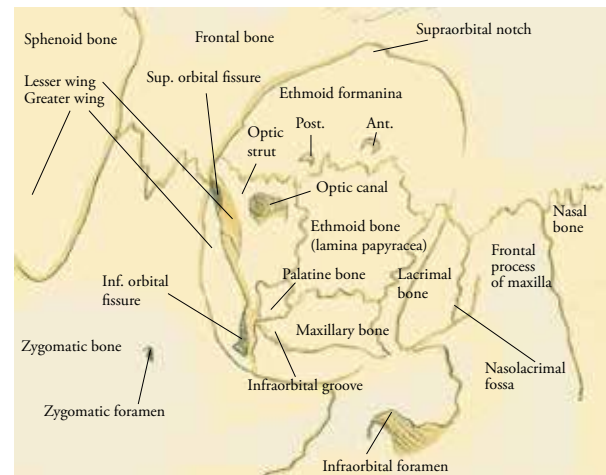 Supraorbital notch
Sphenoid bone
Frontal bone
Lesser wing
Greater wing
Sup. orbital fissure
Ethmoid formanina
Optic
strut
Post.
Ant.
Optic canal
Nasal
bone
Ethmoid bone
(lamina papyracea)
Frontal
process
of maxilla
Inf. orbital
fissure
Palatine bone
Lacrimal
bone
Maxillary bone
Zygomatic bone
Nasolacrimal
fossa
Infraorbital groove
Zygomatic foramen
Infraorbital foramen